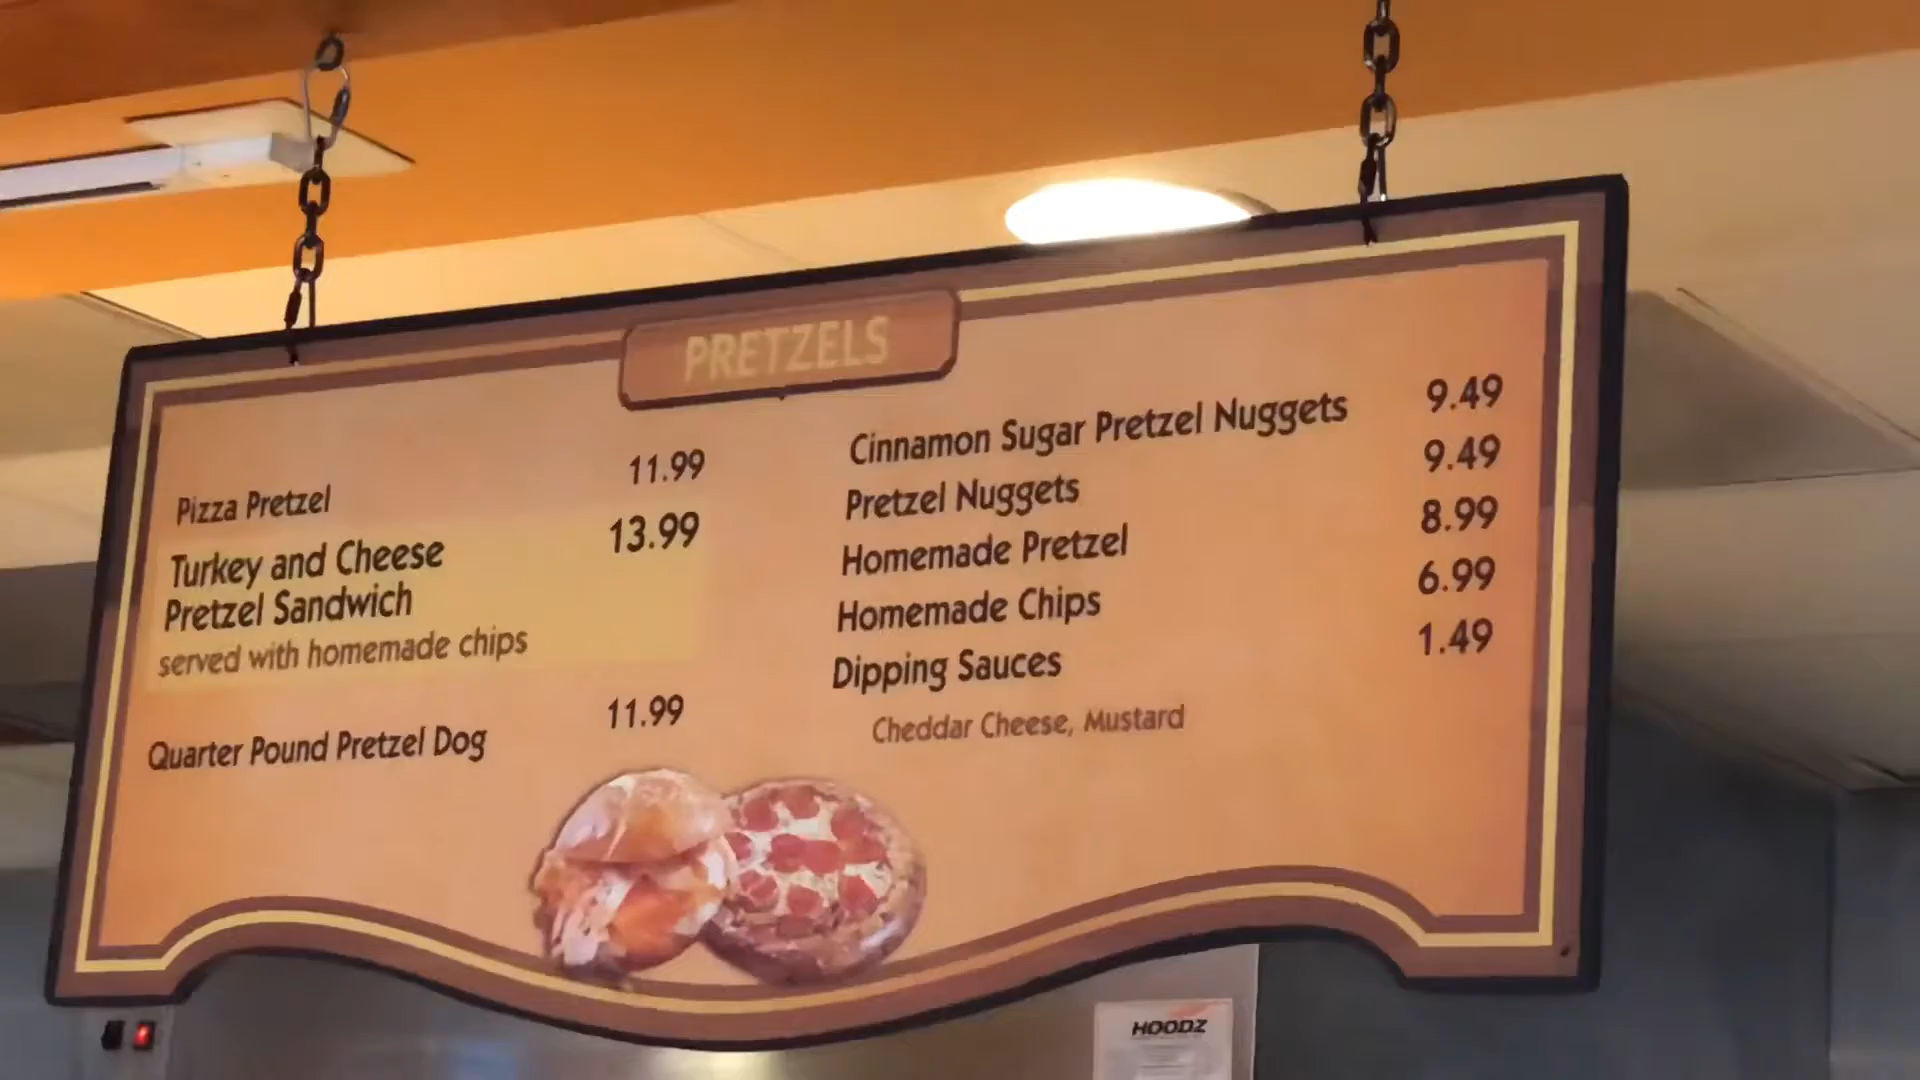 PRETZELS
Pizza Pretzel 11.99
Turkey and Cheese 13.99
Pretzel Sandwich
served with homemade chips
Quarter Pound Pretzel Dog 11.99
Cinnamon Sugar Pretzel Nuggets 9.49
Pretzel Nuggets 9.49
Homemade Pretzel 8.99
Homemade Chips 6.99
Dipping Sauces 1.49
Cheddar Cheese, Mustard
HOODZ